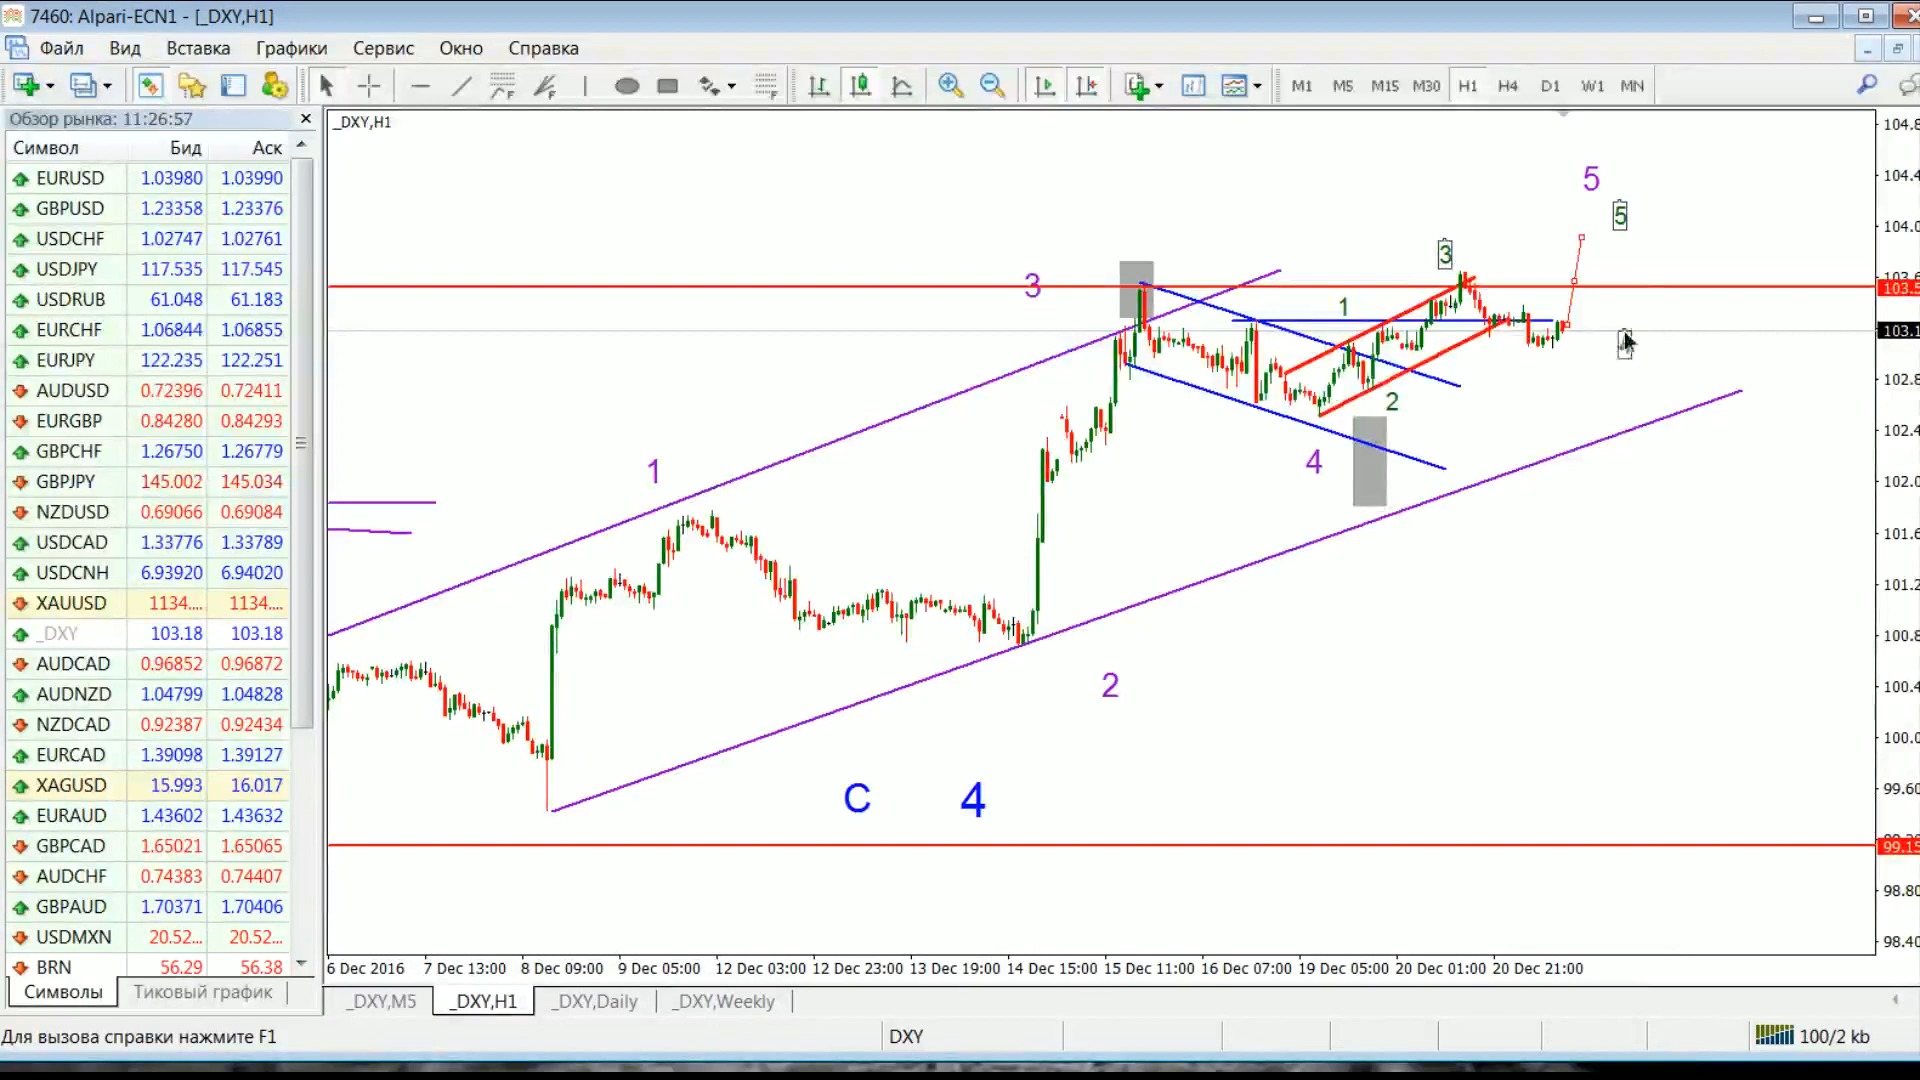 7460: Alpari-ECN1 - [_DXY,H1]
Файл Вид Вставка Графики Сервис Окно Справка
M1 M5 M15 M30 H1 H4 D1 W1 MN
Обзор рынка: 11:26:57
Символ Бид Аск
EURUSD 1.03980 1.03990
GBPUSD 1.23358 1.23376
USDCHF 1.02747 1.02761
USDJPY 117.535 117.545
USDRUB 61.048 61.183
EURCHF 1.06844 1.06855
EURJPY 122.235 122.251
AUDUSD 0.72396 0.72411
EURGBP 0.84280 0.84293
GBPCHF 1.26750 1.26779
GBPJPY 145.002 145.034
NZDUSD 0.69066 0.69084
USDCAD 1.33776 1.33789
USDCNH 6.93920 6.94020
XAUUSD 1134.... 1134....
_DXY 103.18 103.18
AUDCAD 0.96852 0.96872
AUDNZD 1.04799 1.04828
NZDCAD 0.92387 0.92434
EURCAD 1.39098 1.39127
XAGUSD 15.993 16.017
EURAUD 1.43602 1.43632
GBPCAD 1.65021 1.65065
AUDCHF 0.74383 0.74407
GBPAUD 1.70371 1.70406
USDMXN 20.52... 20.52...
BRN 56.29 56.38
Символы Тиковый график
_DXY,H1
5
5
3
3
1
2
4
1
2
C 4
104.8
104.4
104.0
103.6
103.5
103.1
102.8
102.4
102.0
101.6
101.2
100.8
100.4
100.0
99.60
99.15
98.80
98.40
6 Dec 2016 7 Dec 13:00 8 Dec 09:00 9 Dec 05:00 12 Dec 03:00 12 Dec 23:00 13 Dec 19:00 14 Dec 15:00 15 Dec 11:00 16 Dec 07:00 19 Dec 05:00 20 Dec 01:00 20 Dec 21:00
_DXY,M5 _DXY,H1 _DXY,Daily _DXY,Weekly
Для вызова справки нажмите F1 DXY 100/2 kb